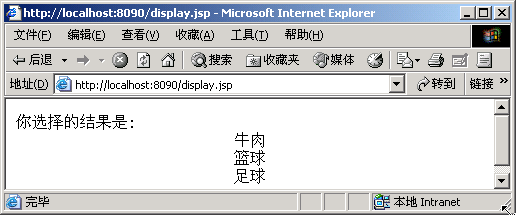 http://localhost:8090/display.jsp - Microsoft Internet Explorer
文件(F) 编辑(E) 查看(V) 收藏(A) 工具(T) 帮助(H)
后退 搜索 收藏夹 媒体
地址(D) http://localhost:8090/display.jsp 转到 链接 »
你选择的结果是:
牛肉
篮球
足球
完毕 本地 Intranet